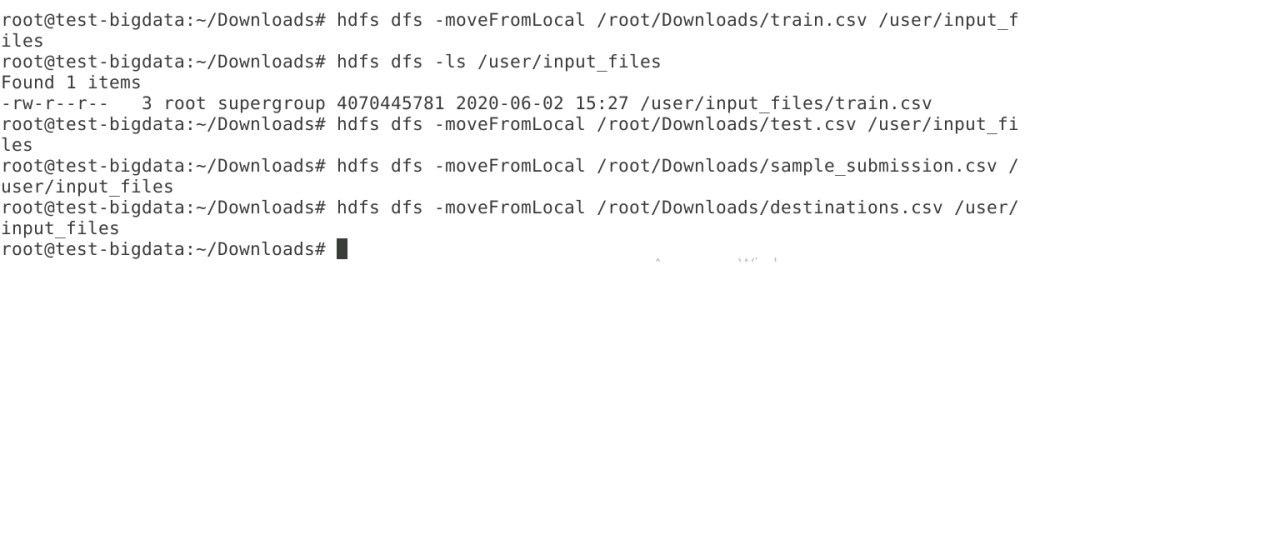 root@test-bigdata:~/Downloads# hdfs dfs -moveFromLocal /root/Downloads/train.csv /user/input_f
iles
root@test-bigdata:~/Downloads# hdfs dfs -ls /user/input_files
Found 1 items
-rw-r--r--   3 root supergroup 4070445781 2020-06-02 15:27 /user/input_files/train.csv
root@test-bigdata:~/Downloads# hdfs dfs -moveFromLocal /root/Downloads/test.csv /user/input_fi
les
root@test-bigdata:~/Downloads# hdfs dfs -moveFromLocal /root/Downloads/sample_submission.csv /
user/input_files
root@test-bigdata:~/Downloads# hdfs dfs -moveFromLocal /root/Downloads/destinations.csv /user/
input_files
root@test-bigdata:~/Downloads#